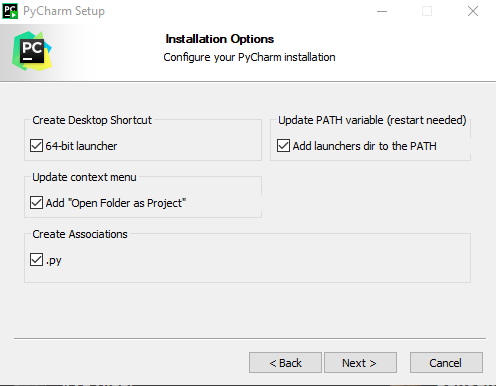 PyCharm Setup
PC
Installation Options
Configure your PyCharm installation
Create Desktop Shortcut
64-bit launcher
Update PATH variable (restart needed)
Add launchers dir to the PATH
Update context menu
Add "Open Folder as Project"
Create Associations
.py
< Back
Next >
Cancel